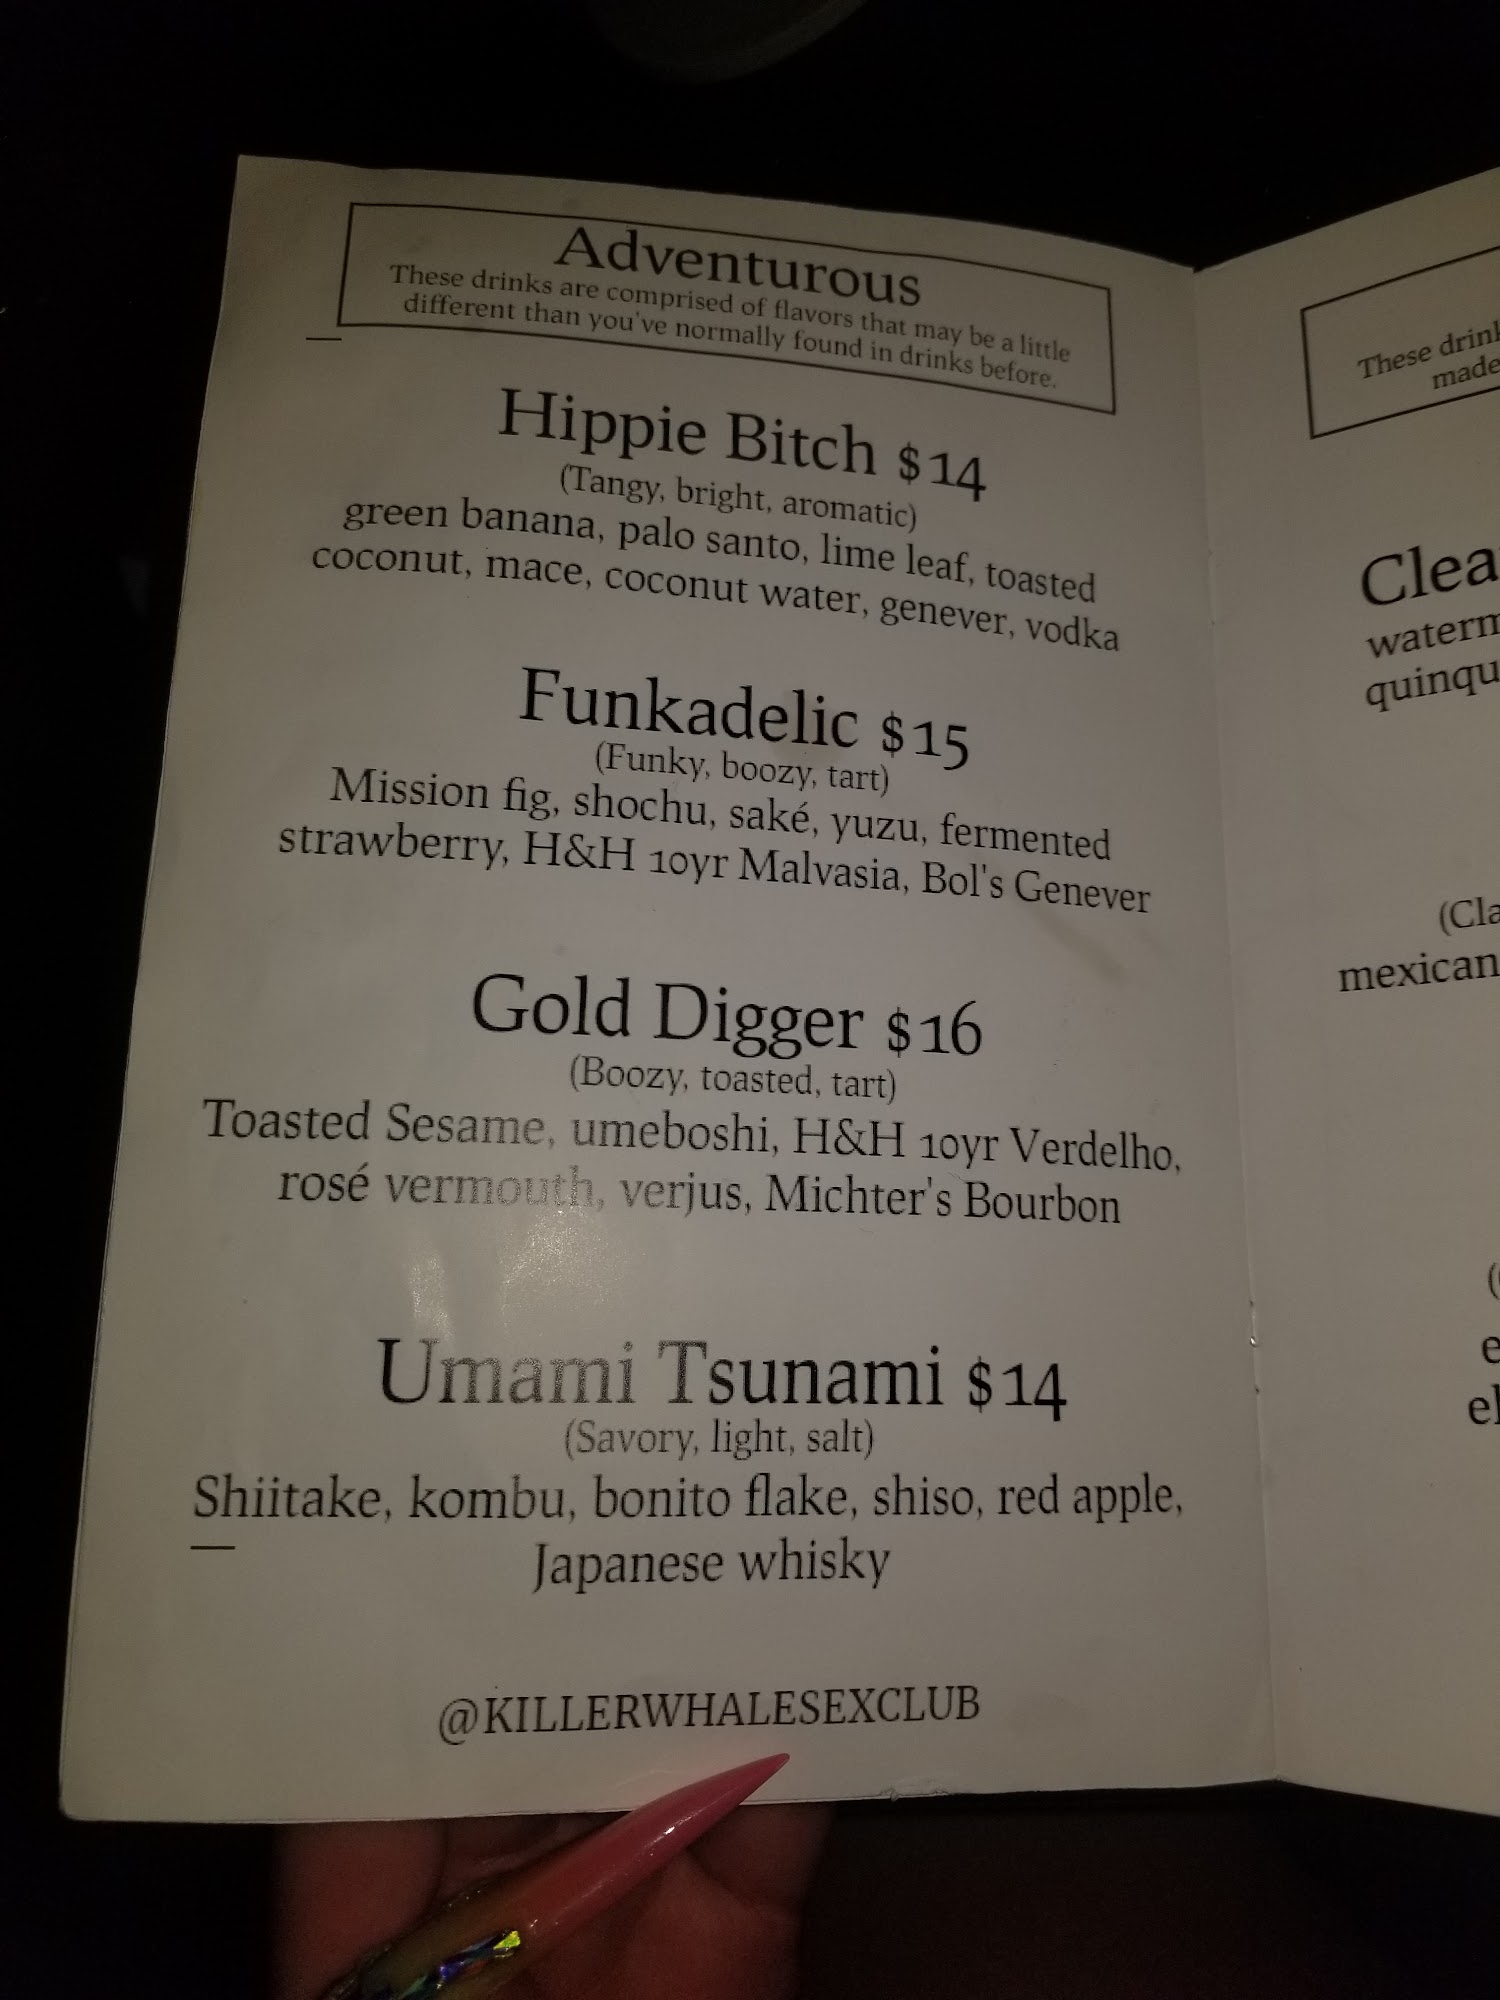 Adventurous
These drinks are comprised of flavors that may be a little
different than you've normally found in drinks before.
Hippie Bitch $14
(Tangy, bright, aromatic)
green banana, palo santo, lime leaf, toasted
coconut, mace, coconut water, genever, vodka
Funkadelic $15
(Funky, boozy, tart)
Mission fig, shochu, saké, yuzu, fermented
strawberry, H&H 10yr Malvasia, Bol's Genever
Gold Digger $16
(Boozy, toasted, tart)
Toasted Sesame, umeboshi, H&H 10yr Verdelho,
rosé vermouth, verjus, Michter's Bourbon
Umami Tsunami $14
(Savory, light, salt)
Shiitake, kombu, bonito flake, shiso, red apple,
Japanese whisky
@KILLERWHALESEXCLUB
These
made
mexican